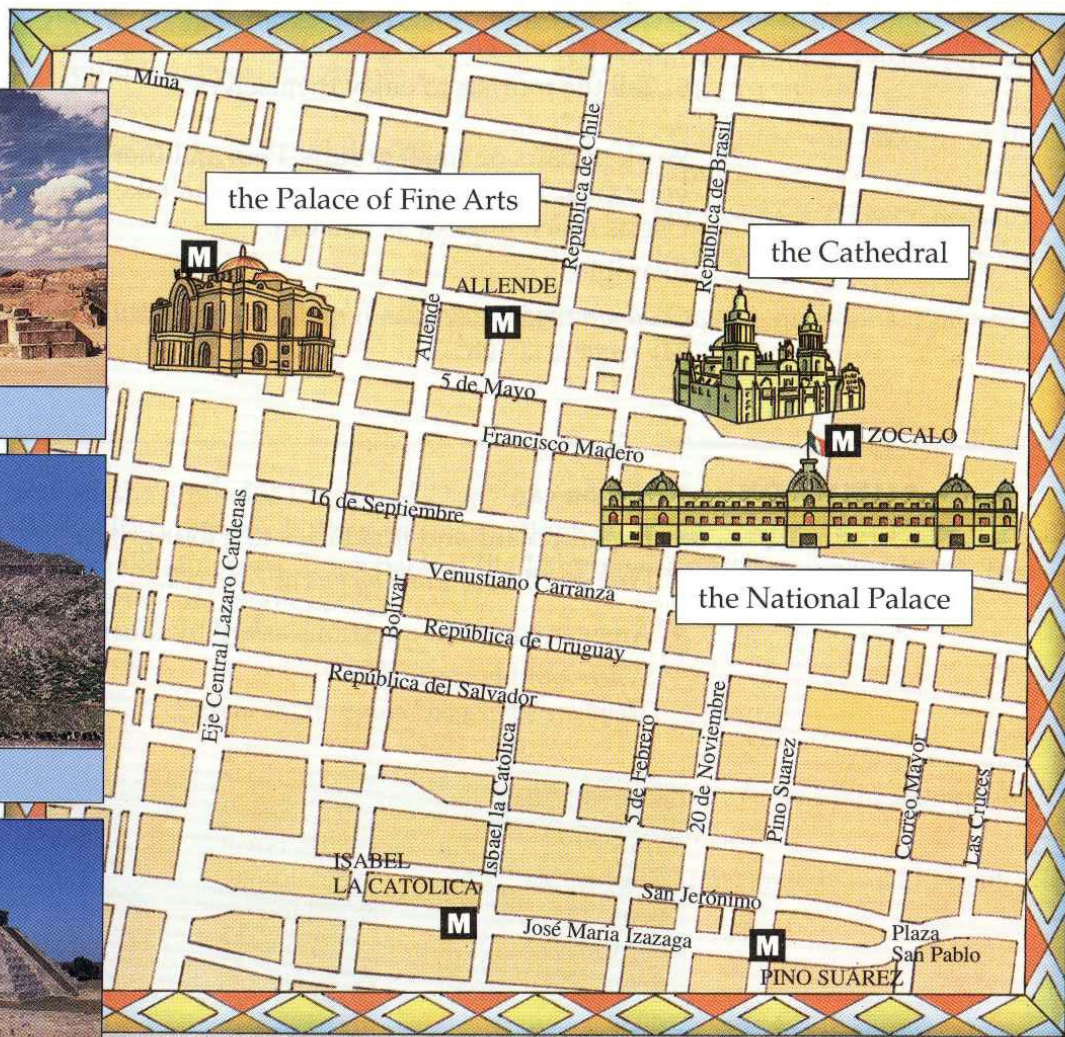 Mina
the Palace of Fine Arts
República de Chile
República de Brasil
the Cathedral
M
ALLENDE
M
Allende
5 de Mayo
Francisco Madero
M
ZOCALO
16 de Septiembre
Eje Central Lazaro Cardenas
Bolívar
Venustiano Carranza
the National Palace
República de Uruguay
República del Salvador
Isbael la Catolica
5 de Febrero
20 de Noviembre
Pino Suarez
Correo Mayor
Las Cruces
ISABEL
LA CATOLICA
M
San Jerónimo
José Maria Izazaga
M
PINO SUAREZ
Plaza
San Pablo